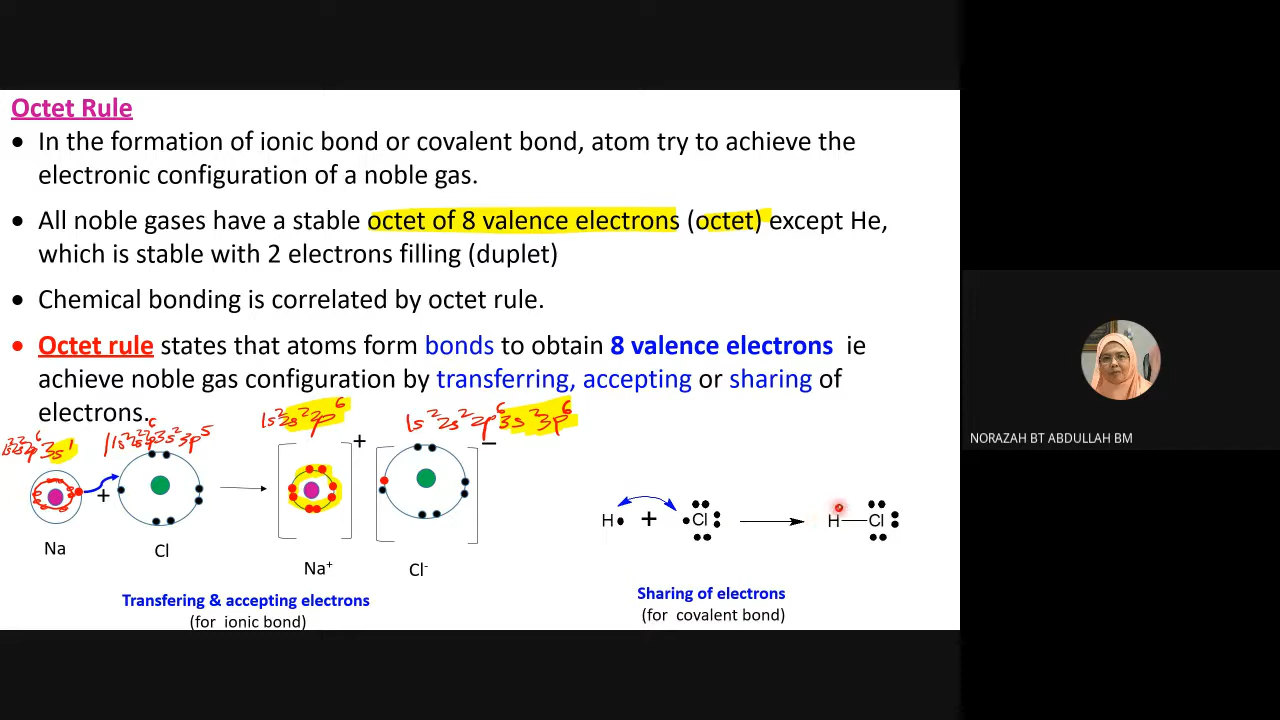 Octet Rule
• In the formation of ionic bond or covalent bond, atom try to achieve the
electronic configuration of a noble gas.
• All noble gases have a stable octet of 8 valence electrons (octet) except He,
which is stable with 2 electrons filling (duplet)
• Chemical bonding is correlated by octet rule.
• Octet rule states that atoms form bonds to obtain 8 valence electrons ie
achieve noble gas configuration by transferring, accepting or sharing of
electrons.
1s²2s²2p⁶3s¹
1s²2s²2p⁶3s²3p⁵
1s²2s²2p⁶
1s²2s²2p⁶3s²3p⁶
+
+
−
H + Cl H Cl
Na
Cl
Na⁺
Cl⁻
Transfering & accepting electrons
(for ionic bond)
Sharing of electrons
(for covalent bond)
NORAZAH BT ABDULLAH BM